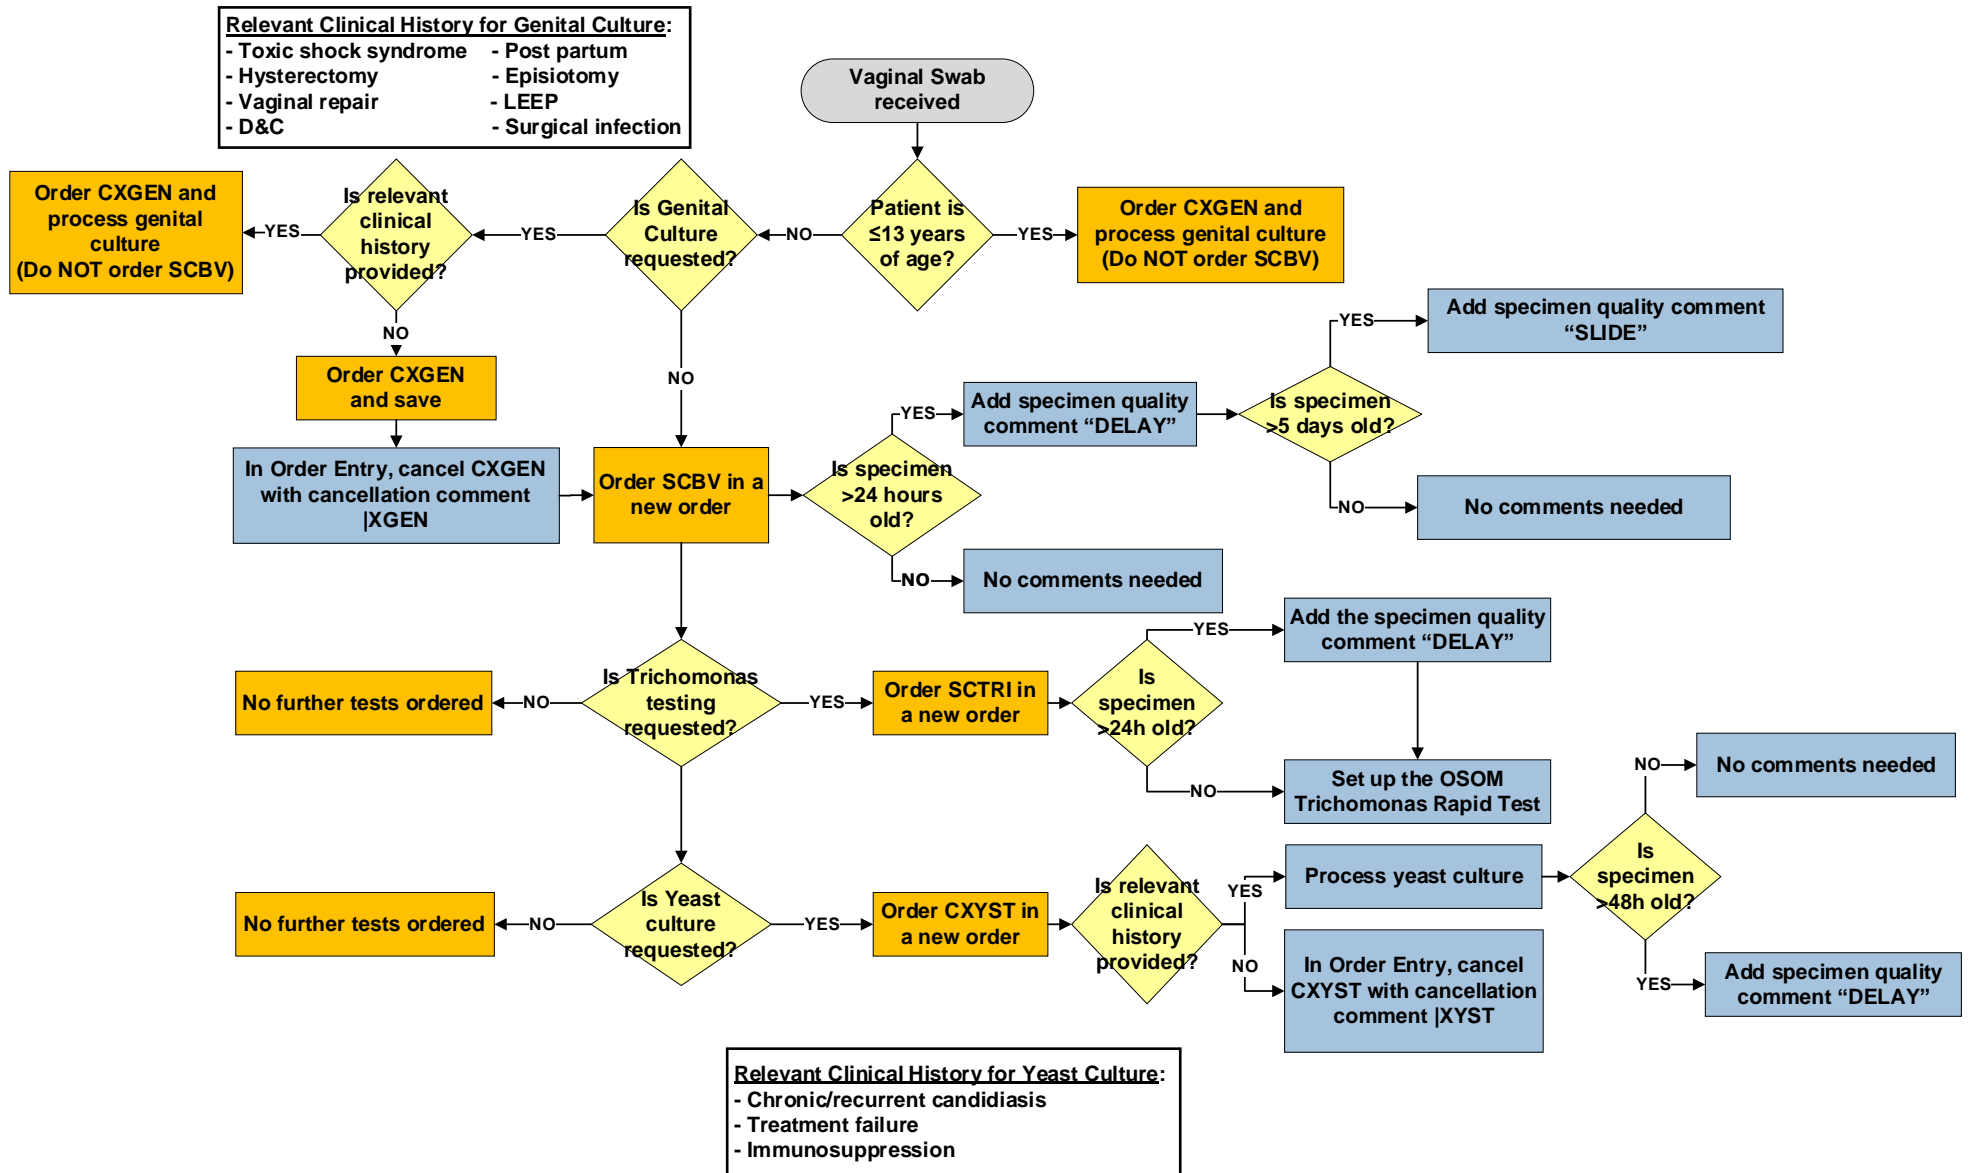 Relevant Clinical History for Genital Culture:
- Toxic shock syndrome
- Hysterectomy
- Vaginal repair
- D&C
- Post partum
- Episiotomy
- LEEP
- Surgical infection
Vaginal Swab
received
Patient is
≤13 years
of age?
YES
Order CXGEN and
process genital culture
(Do NOT order SCBV)
NO
Is Genital
Culture
requested?
YES
Is relevant
clinical
history
provided?
YES
Order CXGEN and
process genital
culture
(Do NOT order SCBV)
NO
Order CXGEN
and save
In Order Entry, cancel CXGEN
with cancellation comment
|XGEN
NO
Order SCBV in a
new order
Is specimen
>24 hours
old?
YES
Add specimen quality
comment “DELAY”
Is specimen
>5 days old?
YES
Add specimen quality comment
“SLIDE”
NO
No comments needed
NO
No comments needed
Is Trichomonas
testing
requested?
NO
No further tests ordered
YES
Order SCTRI in
a new order
Is
specimen
>24h old?
YES
Add the specimen quality
comment “DELAY”
NO
Set up the OSOM
Trichomonas Rapid Test
Is Yeast
culture
requested?
NO
No further tests ordered
YES
Order CXYST in
a new order
Is relevant
clinical
history
provided?
YES
Process yeast culture
NO
In Order Entry, cancel
CXYST with cancellation
comment |XYST
Is
specimen
>48h old?
NO
No comments needed
YES
Add specimen quality
comment “DELAY”
Relevant Clinical History for Yeast Culture:
- Chronic/recurrent candidiasis
- Treatment failure
- Immunosuppression